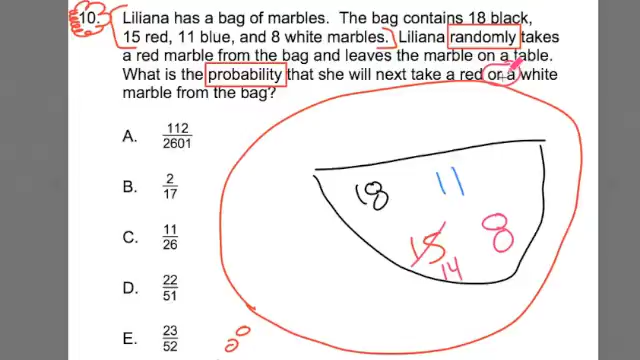 10. Liliana has a bag of marbles. The bag contains 18 black,
15 red, 11 blue, and 8 white marbles. Liliana randomly takes
a red marble from the bag and leaves the marble on a table.
What is the probability that she will next take a red or a white
marble from the bag?
A. 112/2601
B. 2/17
C. 11/26
D. 22/51
E. 23/52
18 11
15 8
14